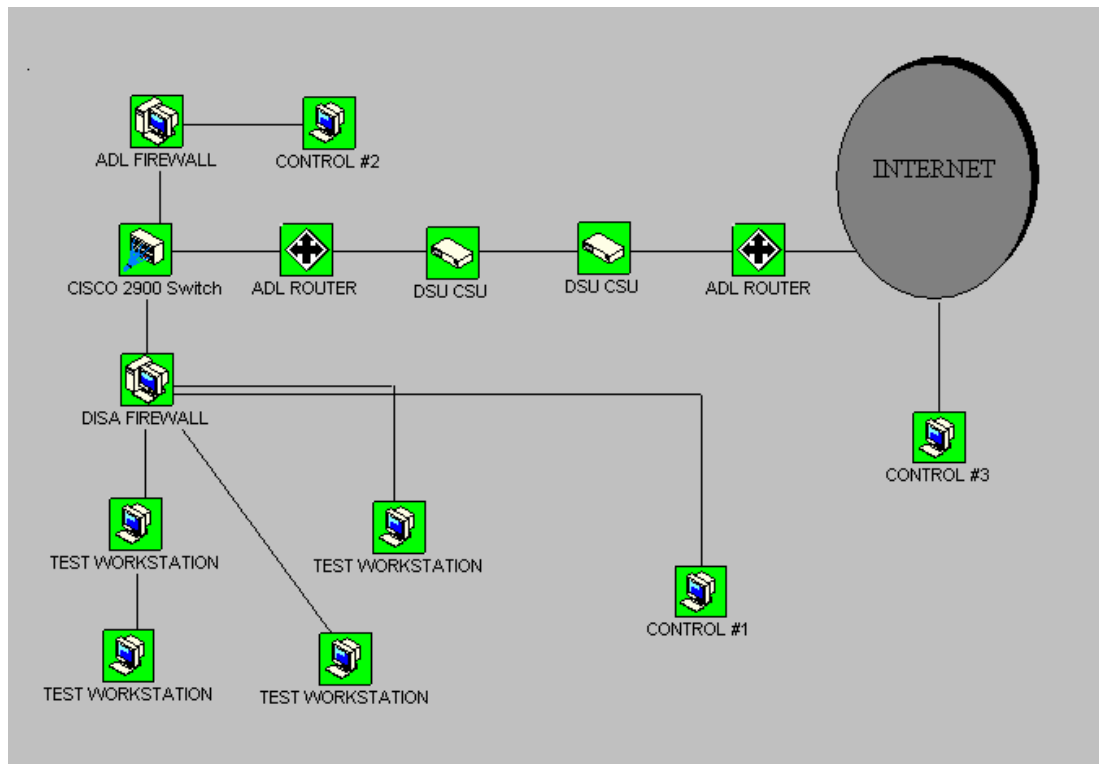 ADL FIREWALL
CONTROL #2
INTERNET
CISCO 2900 Switch
ADL ROUTER
DSU CSU
DSU CSU
ADL ROUTER
DISA FIREWALL
CONTROL #3
TEST WORKSTATION
TEST WORKSTATION
CONTROL #1
TEST WORKSTATION
TEST WORKSTATION